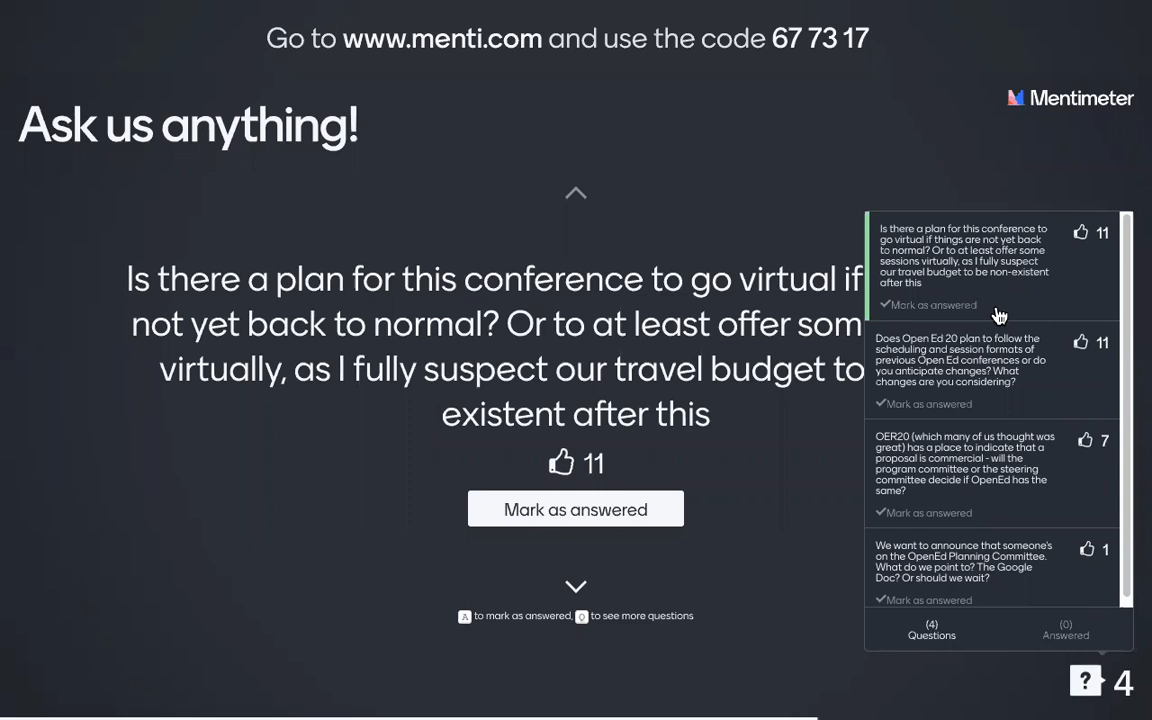 Go to www.menti.com and use the code 67 73 17
Mentimeter
Ask us anything!
Is there a plan for this conference to go virtual if
not yet back to normal? Or to at least offer som
virtually, as I fully suspect our travel budget to
existent after this
11
Mark as answered
A to mark as answered, Q to see more questions
Is there a plan for this conference to
go virtual if things are not yet back
to normal? Or to at least offer some
sessions virtually, as I fully suspect
our travel budget to be non-existent
after this
11
Mark as answered
Does Open Ed 20 plan to follow the
scheduling and session formats of
previous Open Ed conferences or do
you anticipate changes? What
changes are you considering?
11
Mark as answered
OER20 (which many of us thought was
great) has a place to indicate that a
proposal is commercial - will the
program committee or the steering
committee decide if OpenEd has the
same?
7
Mark as answered
We want to announce that someone's
on the OpenEd Planning Committee.
What do we point to? The Google
Doc? Or should we wait?
1
Mark as answered
(4)
Questions
(0)
Answered
? 4